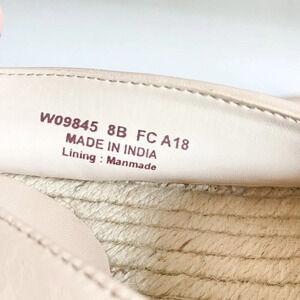 W09845 8B FC A18
MADE IN INDIA
Lining : Manmade